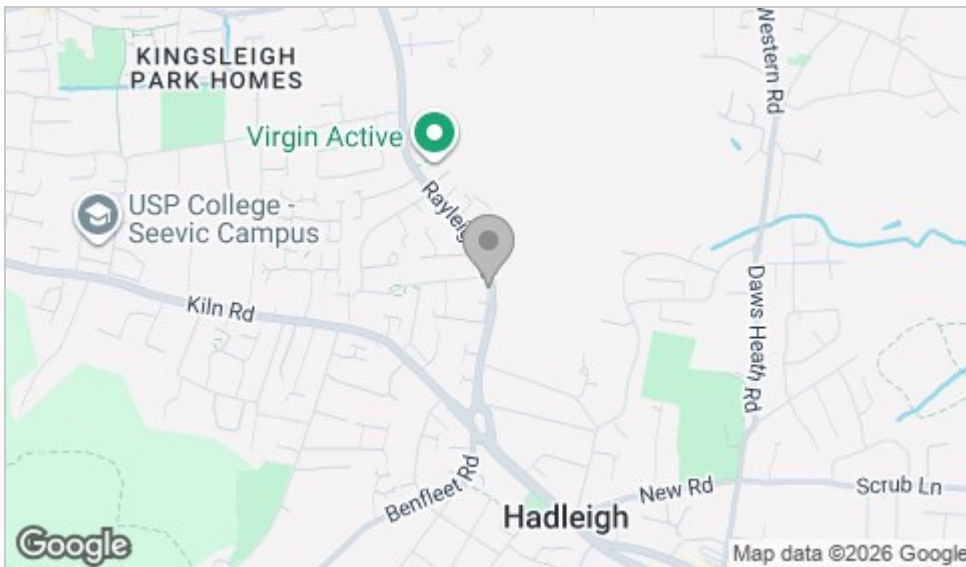 KINGSLEIGH
PARK HOMES
Western Rd
Virgin Active
USP College -
Seevic Campus
Kiln Rd
Daws Heath Rd
Benfleet Rd
New Rd
Scrub Ln
Hadleigh
Google
Map data ©2026 Google